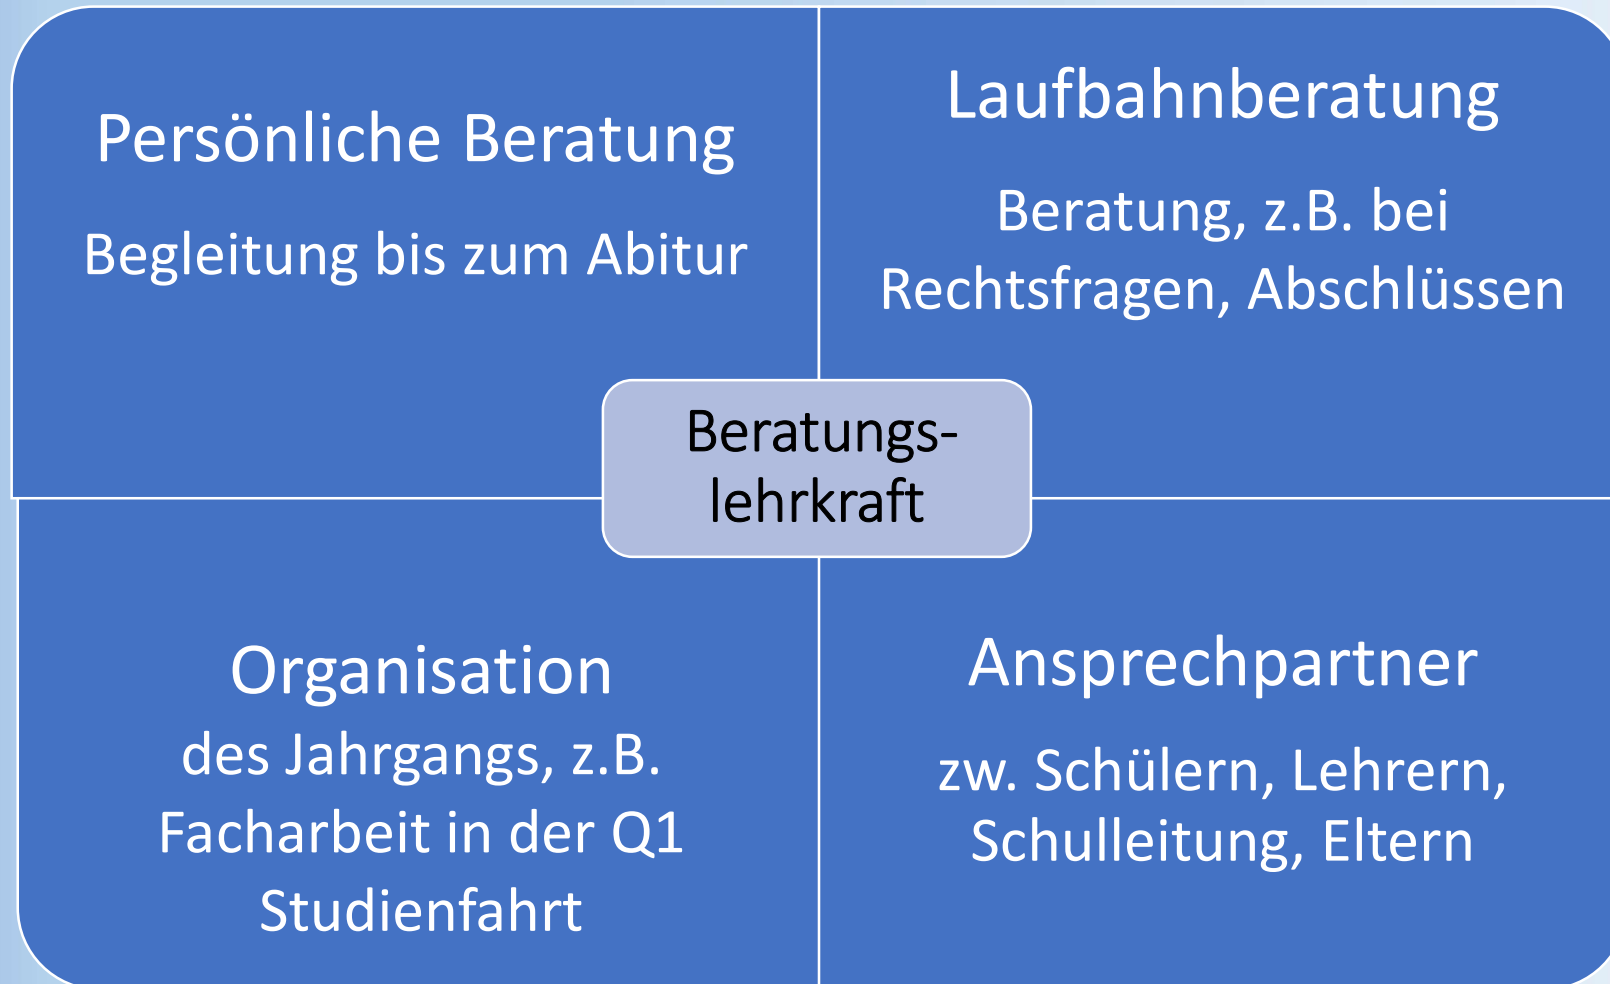 Persönliche Beratung
Begleitung bis zum Abitur
Laufbahnberatung
Beratung, z.B. bei
Rechtsfragen, Abschlüssen
Beratungs-
lehrkraft
Organisation
des Jahrgangs, z.B.
Facharbeit in der Q1
Studienfahrt
Ansprechpartner
zw. Schülern, Lehrern,
Schulleitung, Eltern